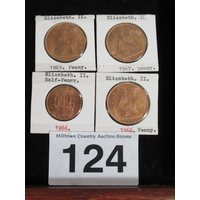 Elizabeth, II.
1965. Penny.
Elizabeth, II.
1967. penny.
Elizabeth, II
Half-Penny.
1966.
Elizabeth, II.
1966. Penny.
Milltown Country Auction Rooms
124